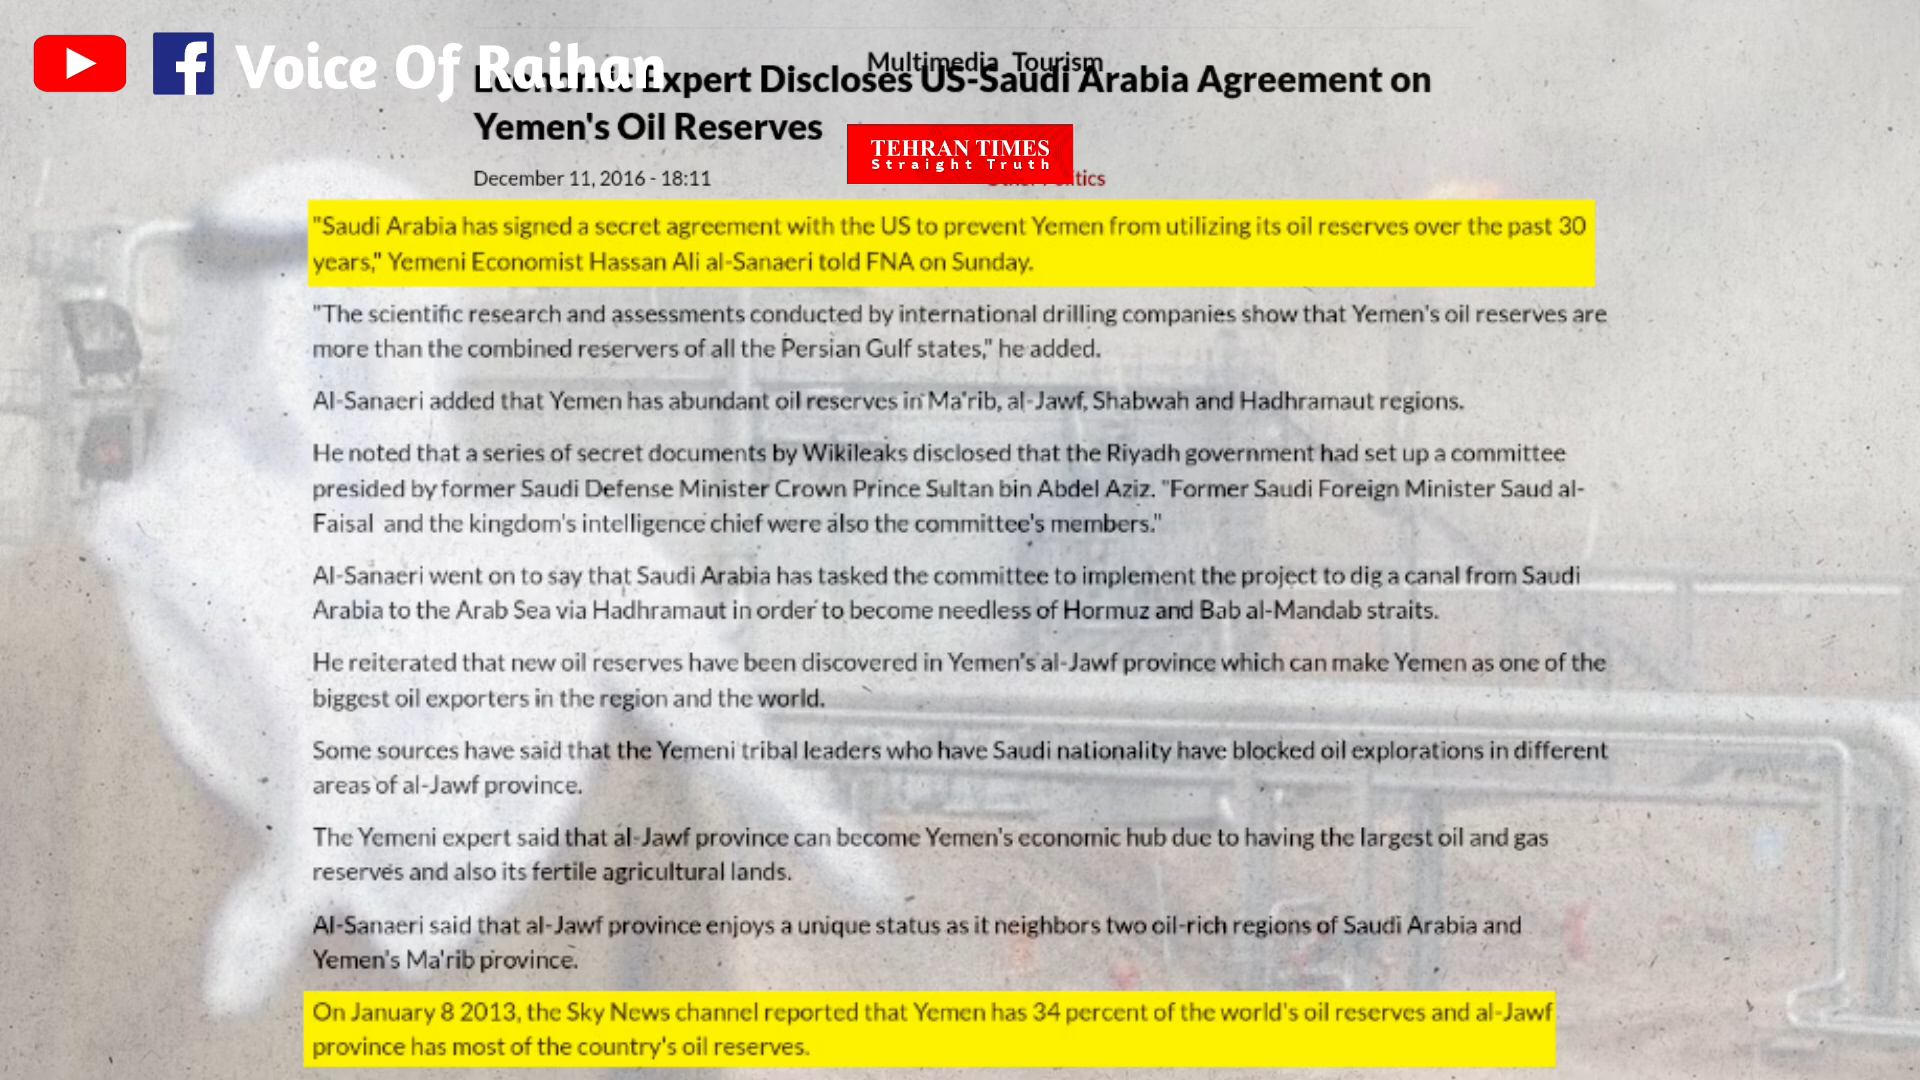 Voice Of Raihan
Multimedia Tourism
Economic Expert Discloses US-Saudi Arabia Agreement on
Yemen's Oil Reserves
TEHRAN TIMES
Straight Truth
December 11, 2016 - 18:11
"Saudi Arabia has signed a secret agreement with the US to prevent Yemen from utilizing its oil reserves over the past 30
years," Yemeni Economist Hassan Ali al-Sanaeri told FNA on Sunday.
"The scientific research and assessments conducted by international drilling companies show that Yemen's oil reserves are
more than the combined reservers of all the Persian Gulf states," he added.
Al-Sanaeri added that Yemen has abundant oil reserves in Ma'rib, al-Jawf, Shabwah and Hadhramaut regions.
He noted that a series of secret documents by Wikileaks disclosed that the Riyadh government had set up a committee
presided by former Saudi Defense Minister Crown Prince Sultan bin Abdel Aziz. "Former Saudi Foreign Minister Saud al-
Faisal and the kingdom's intelligence chief were also the committee's members."
Al-Sanaeri went on to say that Saudi Arabia has tasked the committee to implement the project to dig a canal from Saudi
Arabia to the Arab Sea via Hadhramaut in order to become needless of Hormuz and Bab al-Mandab straits.
He reiterated that new oil reserves have been discovered in Yemen's al-Jawf province which can make Yemen as one of the
biggest oil exporters in the region and the world.
Some sources have said that the Yemeni tribal leaders who have Saudi nationality have blocked oil explorations in different
areas of al-Jawf province.
The Yemeni expert said that al-Jawf province can become Yemen's economic hub due to having the largest oil and gas
reserves and also its fertile agricultural lands.
Al-Sanaeri said that al-Jawf province enjoys a unique status as it neighbors two oil-rich regions of Saudi Arabia and
Yemen's Ma'rib province.
On January 8 2013, the Sky News channel reported that Yemen has 34 percent of the world's oil reserves and al-Jawf
province has most of the country's oil reserves.